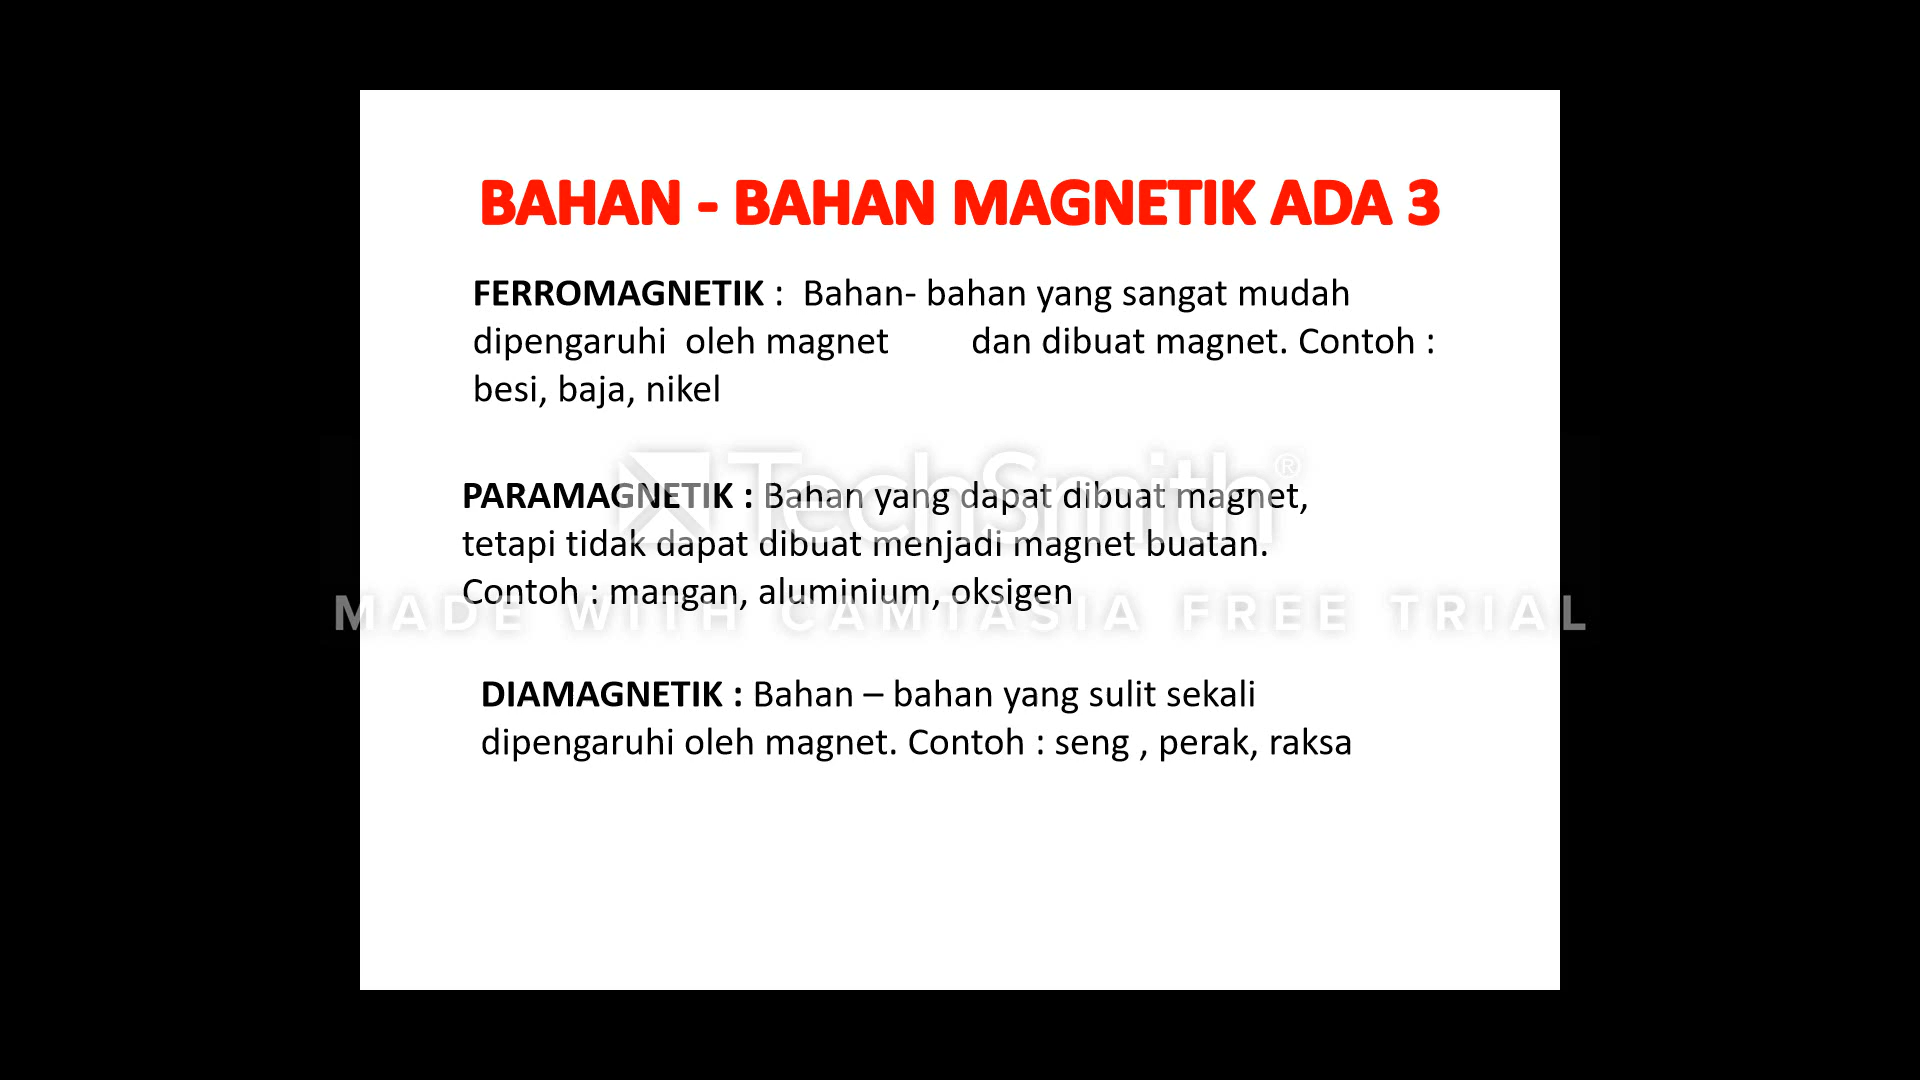 BAHAN - BAHAN MAGNETIK ADA 3
FERROMAGNETIK :  Bahan- bahan yang sangat mudah
dipengaruhi  oleh magnet         dan dibuat magnet. Contoh :
besi, baja, nikel
TechSmith®
PARAMAGNETIK : Bahan yang dapat dibuat magnet,
tetapi tidak dapat dibuat menjadi magnet buatan.
Contoh : mangan, aluminium, oksigen
MADE WITH CAMTASIA FREE TRIAL
DIAMAGNETIK : Bahan – bahan yang sulit sekali
dipengaruhi oleh magnet. Contoh : seng , perak, raksa